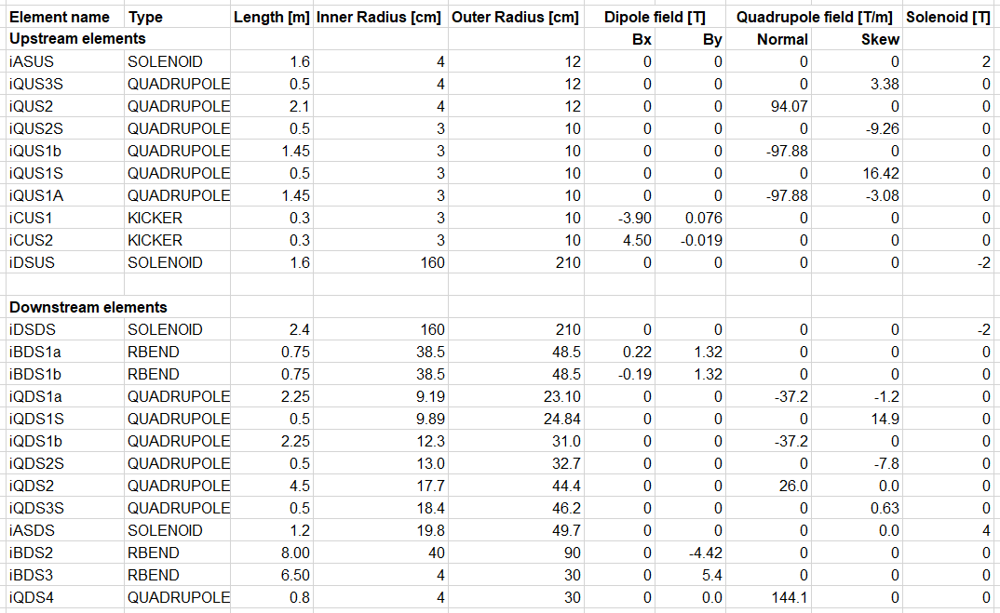 Element name Type Length [m] Inner Radius [cm] Outer Radius [cm] Dipole field [T] Quadrupole field [T/m] Solenoid [T]
Upstream elements Bx By Normal Skew
iASUS SOLENOID 1.6 4 12 0 0 0 0 2
iQUS3S QUADRUPOLE 0.5 4 12 0 0 0 3.38 0
iQUS2 QUADRUPOLE 2.1 4 12 0 0 94.07 0 0
iQUS2S QUADRUPOLE 0.5 3 10 0 0 0 -9.26 0
iQUS1b QUADRUPOLE 1.45 3 10 0 0 -97.88 0 0
iQUS1S QUADRUPOLE 0.5 3 10 0 0 0 16.42 0
iQUS1A QUADRUPOLE 1.45 3 10 0 0 -97.88 -3.08 0
iCUS1 KICKER 0.3 3 10 -3.90 0.076 0 0 0
iCUS2 KICKER 0.3 3 10 4.50 -0.019 0 0 0
iDSUS SOLENOID 1.6 160 210 0 0 0 0 -2
Downstream elements
iDSDS SOLENOID 2.4 160 210 0 0 0 0 -2
iBDS1a RBEND 0.75 38.5 48.5 0.22 1.32 0 0 0
iBDS1b RBEND 0.75 38.5 48.5 -0.19 1.32 0 0 0
iQDS1a QUADRUPOLE 2.25 9.19 23.10 0 0 -37.2 -1.2 0
iQDS1S QUADRUPOLE 0.5 9.89 24.84 0 0 0 14.9 0
iQDS1b QUADRUPOLE 2.25 12.3 31.0 0 0 -37.2 0 0
iQDS2S QUADRUPOLE 0.5 13.0 32.7 0 0 0 -7.8 0
iQDS2 QUADRUPOLE 4.5 17.7 44.4 0 0 26.0 0.0 0
iQDS3S QUADRUPOLE 0.5 18.4 46.2 0 0 0 0.63 0
iASDS SOLENOID 1.2 19.8 49.7 0 0 0 0.0 4
iBDS2 RBEND 8.00 40 90 0 -4.42 0 0 0
iBDS3 RBEND 6.50 4 30 0 5.4 0 0 0
iQDS4 QUADRUPOLE 0.8 4 30 0 0.0 144.1 0 0